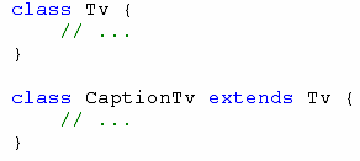 class Tv {
// ...
}
class CaptionTv extends Tv {
// ...
}